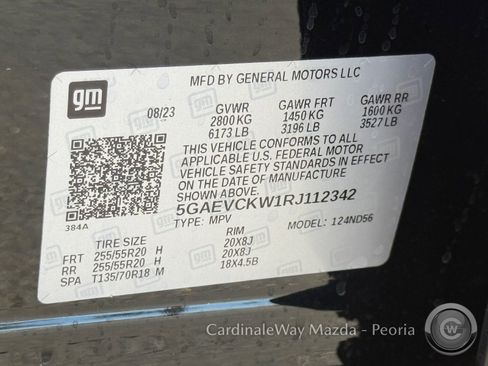 gm
MFD BY GENERAL MOTORS LLC
08/23 GVWR GAWR FRT GAWR RR
2800 KG 1450 KG 1600 KG
6173 LB 3196 LB 3527 LB
THIS VEHICLE CONFORMS TO ALL
APPLICABLE U.S. FEDERAL MOTOR
VEHICLE SAFETY STANDARDS IN EFFECT
ON THE DATE OF MANUFACTURE SHOWN ABOVE.
384A
5GAEVCKW1RJ112342
TYPE: MPV MODEL: 124ND56
TIRE SIZE RIM
FRT 255/55R20 H 20X8J
RR 255/55R20 H 20X8J
SPA T135/70R18 M 18X4.5B
CardinaleWay Mazda - Peoria
CW